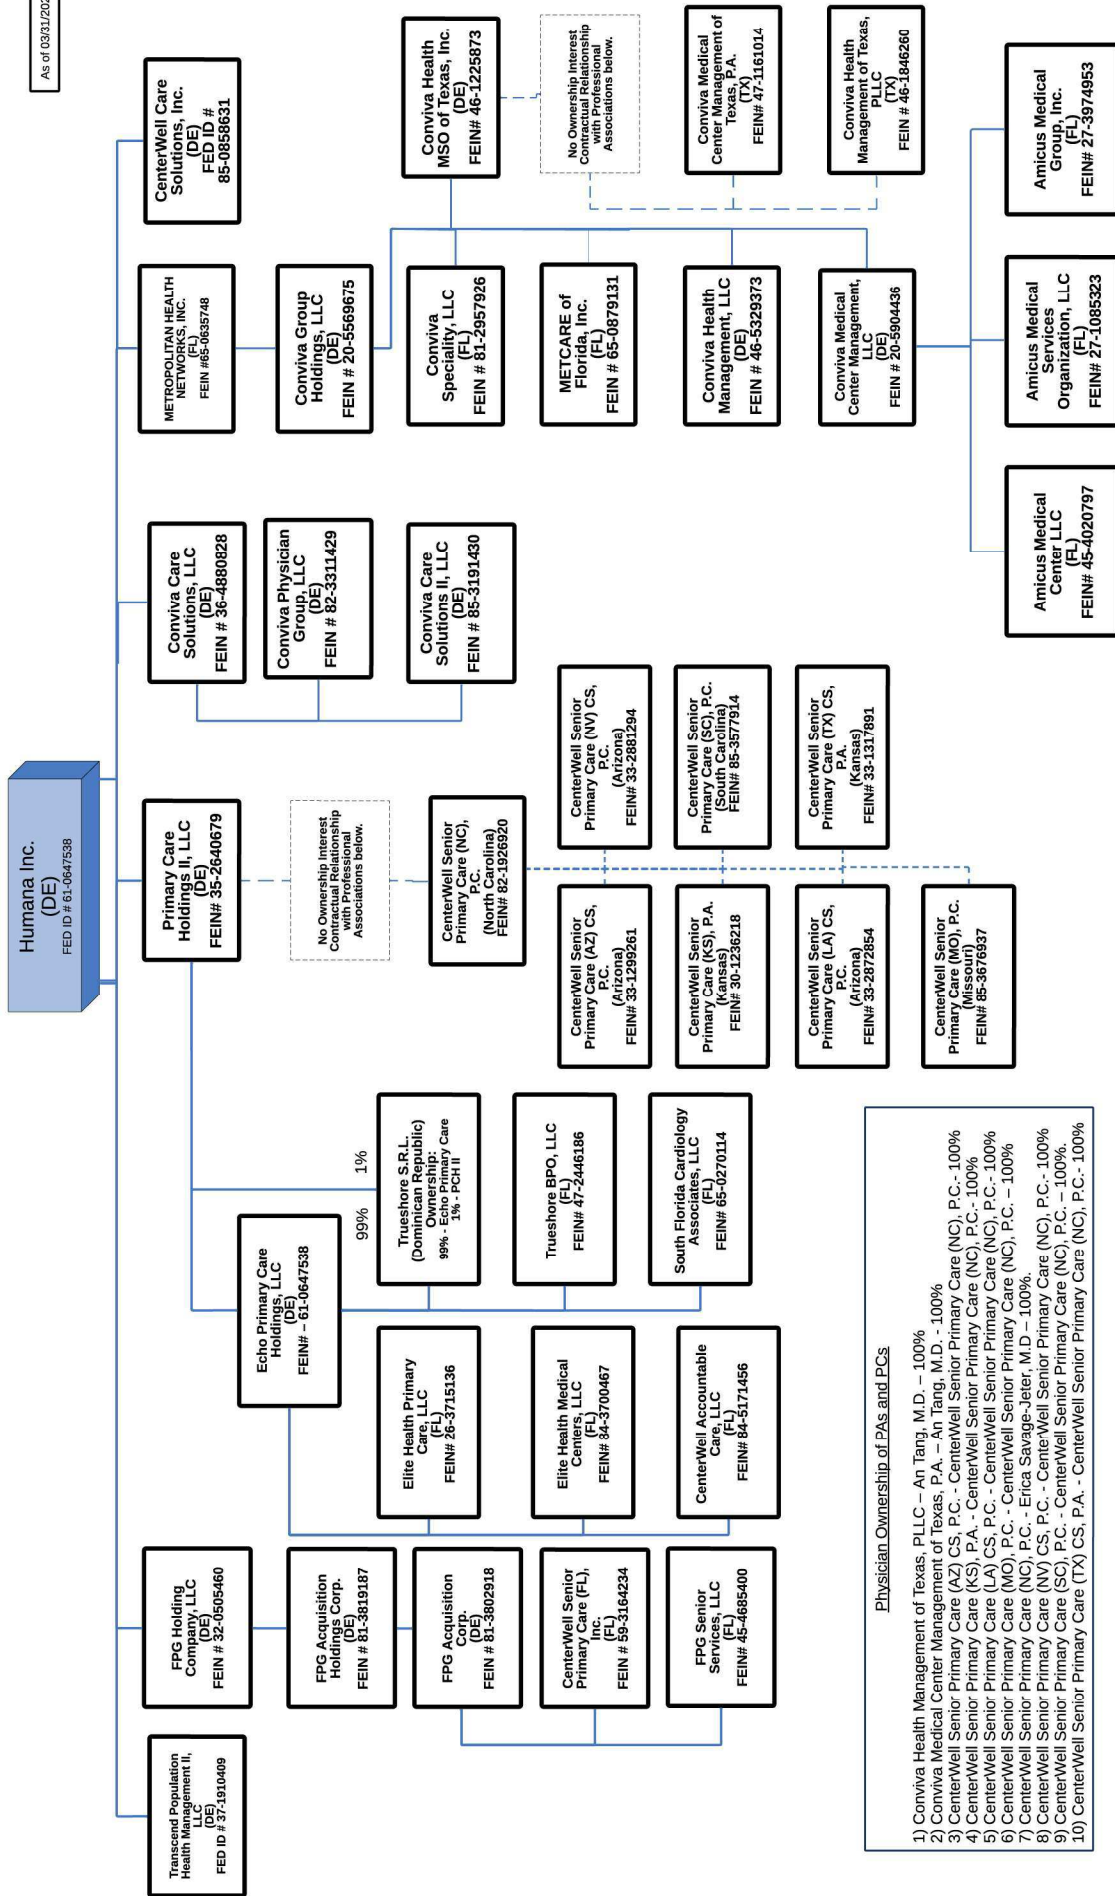 As of 03/31/202
Humana Inc.
(DE)
FED ID # 61-0647538
Transcend Population
Health Management II,
LLC
(DE)
FED ID # 37-1910409
FPG Holding
Company, LLC
(DE)
FEIN # 32-0505460
FPG Acquisition
Holdings Corp.
(DE)
FEIN # 81-3819187
FPG Acquisition
Corp.
(DE)
FEIN # 81-3802918
CenterWell Senior
Primary Care (FL),
Inc.
(FL)
FEIN # 59-3164234
FPG Senior
Services, LLC
(FL)
FEIN# 45-4685400
Primary Care
Holdings II, LLC
(DE)
FEIN# 35-2640679
Echo Primary Care
Holdings, LLC
(DE)
FEIN# – 61-0647538
99%
1%
Elite Health Primary
Care, LLC
(FL)
FEIN# 26-3715136
Elite Health Medical
Centers, LLC
(FL)
FEIN# 84-3700467
CenterWell Accountable
Care, LLC
(FL)
FEIN# 84-5171456
Trueshore S.R.L.
(Dominican Republic)
Ownership:
99% - Echo Primary Care
1% - PCH II
Trueshore BPO, LLC
(FL)
FEIN# 47-2446186
South Florida Cardiology
Associates, LLC
(FL)
FEIN# 65-0270114
No Ownership Interest
Contractual Relationship
with Professional
Associations below.
CenterWell Senior
Primary Care (NC),
P.C.
(North Carolina)
FEIN# 82-1926920
CenterWell Senior
Primary Care (AZ) CS,
P.C.
(Arizona)
FEIN# 33-1299261
CenterWell Senior
Primary Care (NV) CS,
P.C.
(Arizona)
FEIN# 33-2881294
CenterWell Senior
Primary Care (KS), P.A.
(Kansas)
FEIN# 30-1236218
CenterWell Senior
Primary Care (SC), P.C.
(South Carolina)
FEIN# 85-3577914
CenterWell Senior
Primary Care (LA) CS,
P.C.
(Arizona)
FEIN# 33-2872854
CenterWell Senior
Primary Care (TX) CS,
P.A.
(Kansas)
FEIN# 33-1317891
CenterWell Senior
Primary Care (MO), P.C.
(Missouri)
FEIN# 85-3676937
Conviva Care
Solutions, LLC
(DE)
FEIN # 36-4880828
Conviva Physician
Group, LLC
(DE)
FEIN # 82-3311429
Conviva Care
Solutions II, LLC
(DE)
FEIN # 85-3191430
METROPOLITAN HEALTH
NETWORKS, INC.
(FL)
FEIN #65-0635748
Conviva Group
Holdings, LLC
(DE)
FEIN # 20-5569675
Conviva
Speciality, LLC
(FL)
FEIN # 81-2957926
METCARE of
Florida, Inc.
(FL)
FEIN # 65-0879131
Conviva Health
Management, LLC
(DE)
FEIN # 46-5329373
Conviva Medical
Center Management,
LLC
(DE)
FEIN # 20-5904436
CenterWell Care
Solutions, Inc.
(DE)
FED ID #
85-0858631
Conviva Health
MSO of Texas, Inc.
(DE)
FEIN# 46-1225873
No Ownership Interest
Contractual Relationship
with Professional
Associations below.
Conviva Medical
Center Management of
Texas, P.A.
(TX)
FEIN# 47-1161014
Conviva Health
Management of Texas,
PLLC
(TX)
FEIN # 46-1846260
Amicus Medical
Center LLC
(FL)
FEIN# 45-4020797
Amicus Medical
Services
Organization, LLC
(FL)
FEIN# 27-1085323
Amicus Medical
Group, Inc.
(FL)
FEIN# 27-3974953
Physician Ownership of PAs and PCs
1) Conviva Health Management of Texas, PLLC – An Tang, M.D. – 100%
2) Conviva Medical Center Management of Texas, P.A. – An Tang, M.D. - 100%
3) CenterWell Senior Primary Care (AZ) CS, P.C. - CenterWell Senior Primary Care (NC), P.C.- 100%
4) CenterWell Senior Primary Care (KS), P.A. - CenterWell Senior Primary Care (NC), P.C.- 100%
5) CenterWell Senior Primary Care (LA) CS, P.C. - CenterWell Senior Primary Care (NC), P.C.- 100%
6) CenterWell Senior Primary Care (MO), P.C. - CenterWell Senior Primary Care (NC), P.C. – 100%
7) CenterWell Senior Primary Care (NC), P.C. - Erica Savage-Jeter, M.D – 100%.
8) CenterWell Senior Primary Care (NV) CS, P.C. - CenterWell Senior Primary Care (NC), P.C.- 100%
9) CenterWell Senior Primary Care (SC), P.C. - CenterWell Senior Primary Care (NC), P.C. – 100%.
10) CenterWell Senior Primary Care (TX) CS, P.A. - CenterWell Senior Primary Care (NC), P.C.- 100%